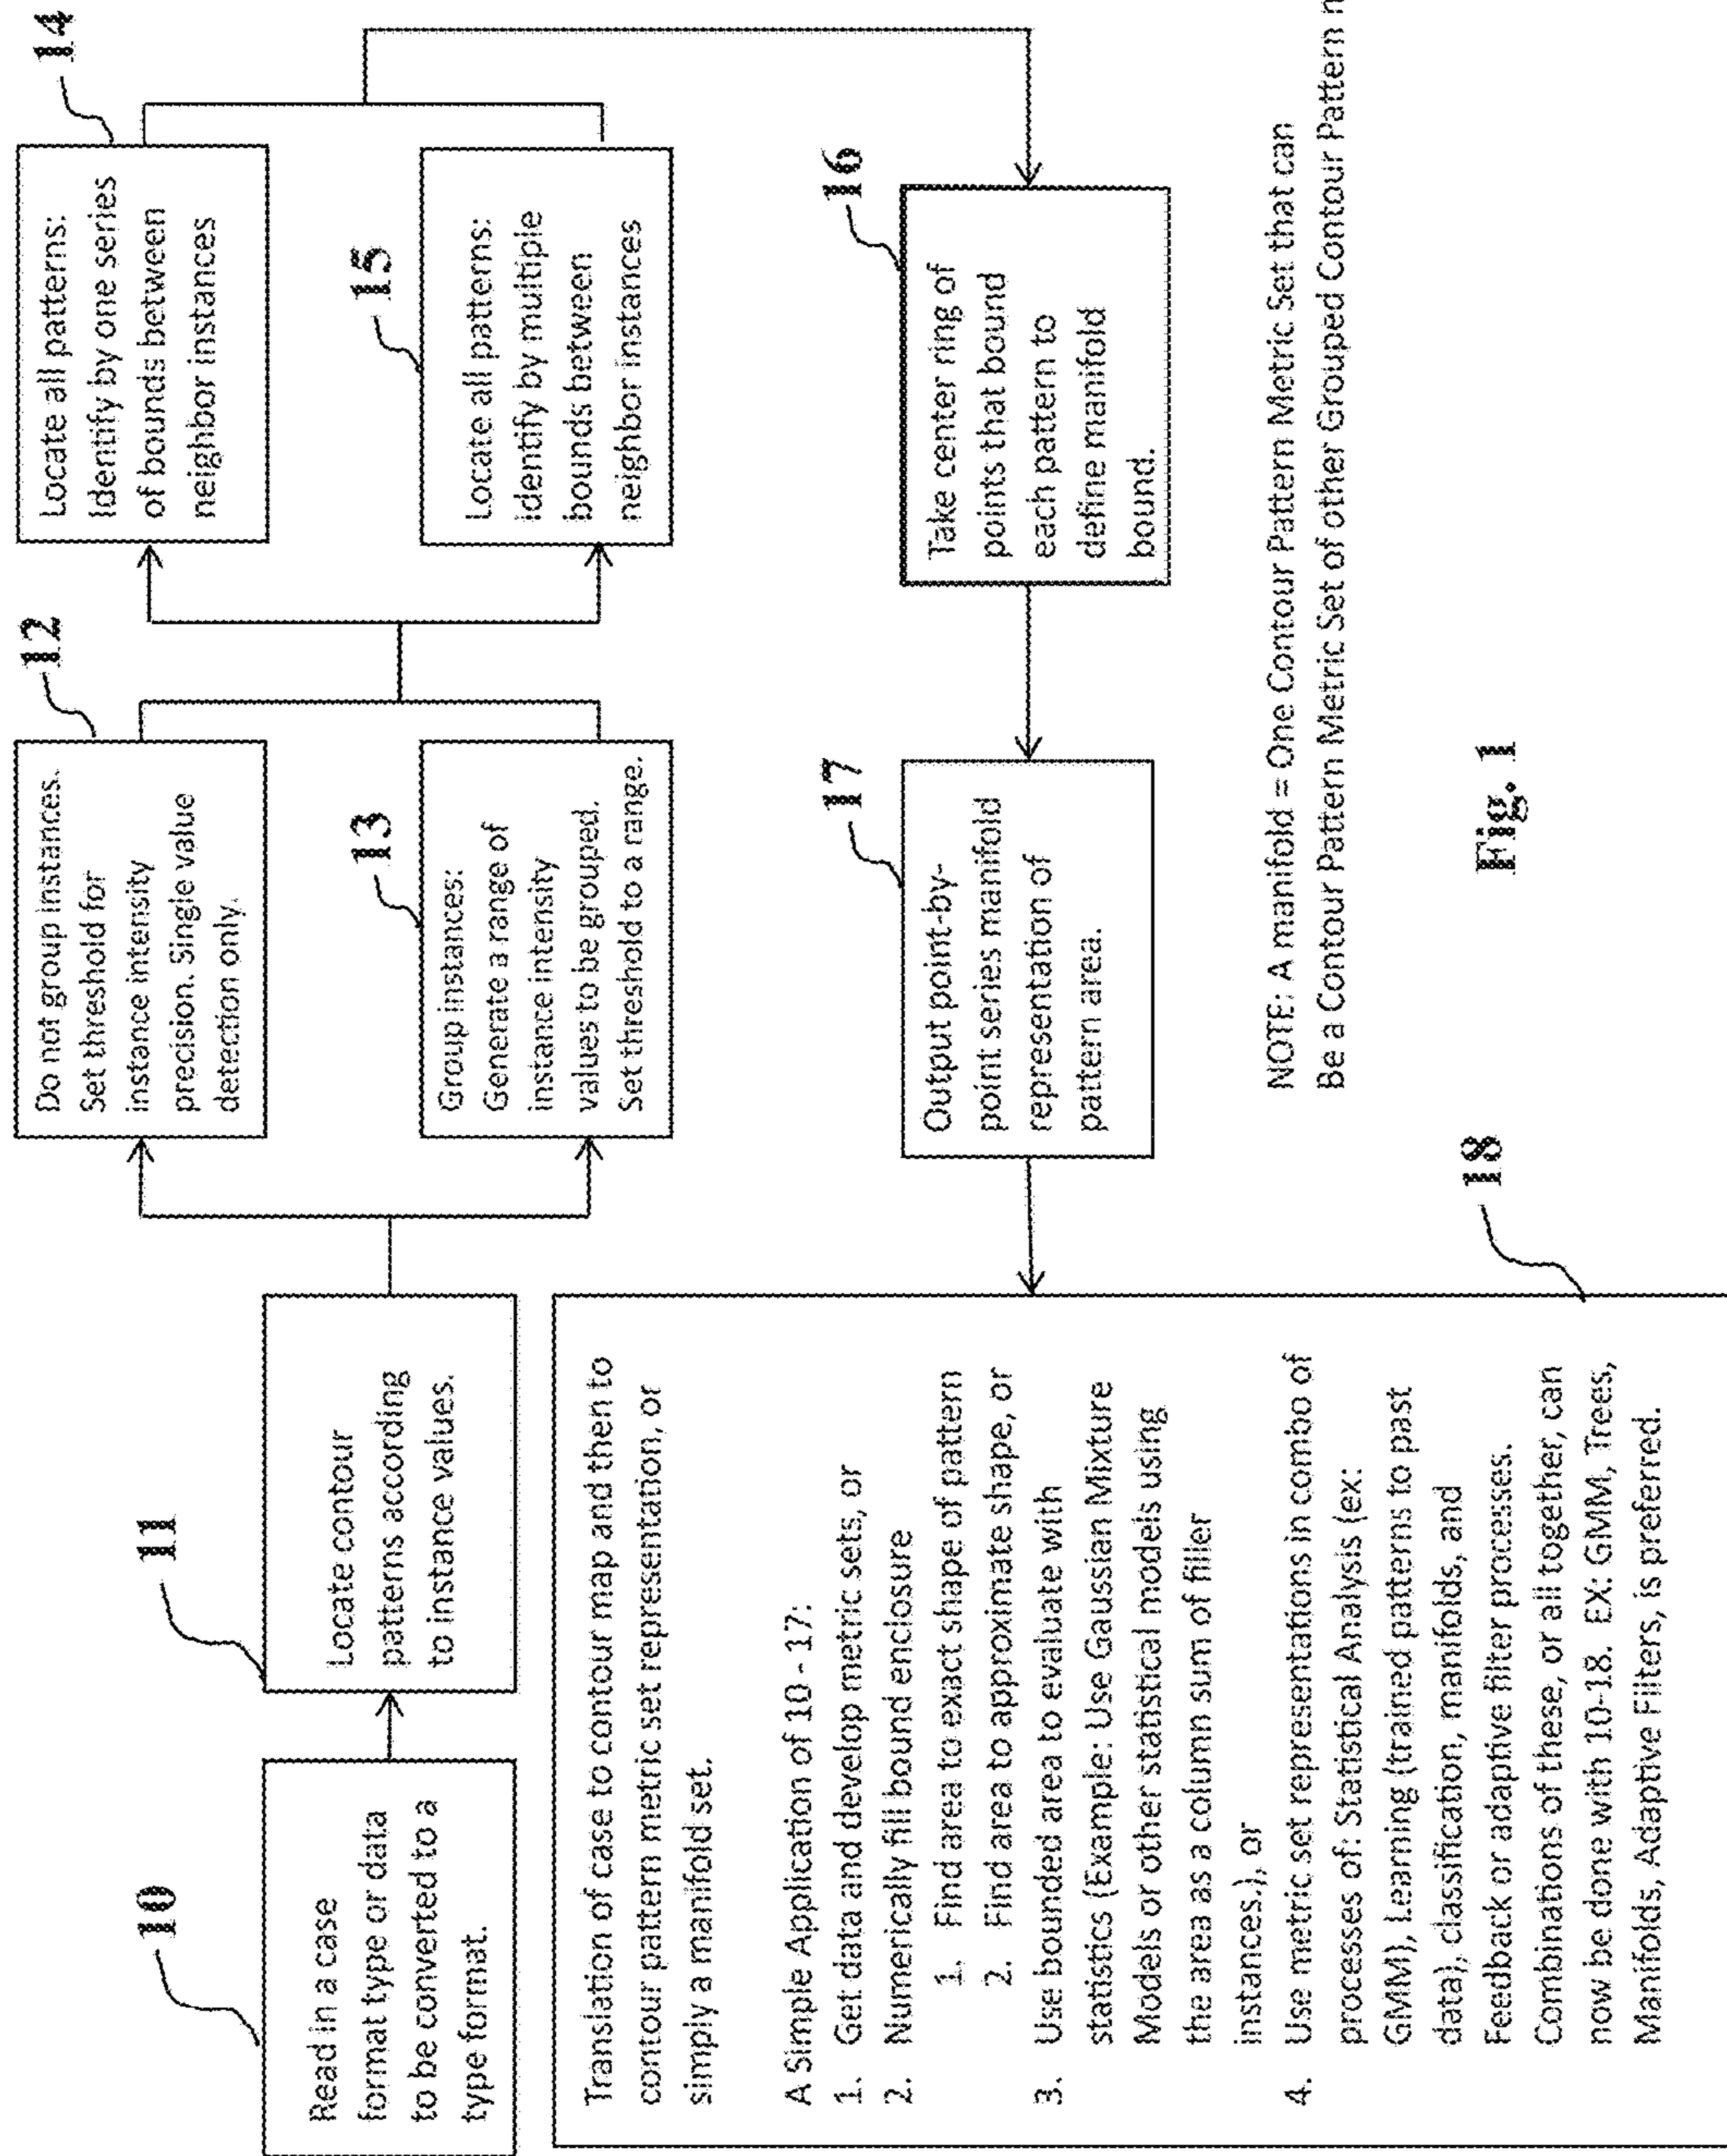 10
Read in a case
format type or data
to be converted to a
type format.
11
Locate contour
patterns according
to instance values.
12
Do not group instances.
Set threshold for
instance intensity
precision. Single value
detection only.
13
Group instances:
Generate a range of
instance intensity
values to be grouped.
Set threshold to a range.
14
Locate all patterns:
Identify by one series
of bounds between
neighbor instances
15
Locate all patterns:
Identify by multiple
bounds between
neighbor instances
16
Take center ring of
points that bound
each pattern to
define manifold
bound.
17
Output point-by-
point series manifold
representation of
pattern area.
18
Translation of case to contour map and then to
contour pattern metric set representation, or
simply a manifold set.
A Simple Application of 10 - 17:
1. Get data and develop metric sets, or
2. Numerically fill bound enclosure
1. Find area to exact shape of pattern
2. Find area to approximate shape, or
3. Use bounded area to evaluate with
statistics (Example: Use Gaussian Mixture
Models or other statistical models using
the area as a column sum of filler
instances.), or
4. Use metric set representations in combo of
processes of: Statistical Analysis (ex:
GMM), Learning (trained patterns to past
data), classification, manifolds, and
Feedback or adaptive filter processes.
Combinations of these, or all together, can
now be done with 10-18. EX: GMM, Trees,
Manifolds, Adaptive Filters, is preferred.
NOTE: A manifold = One Contour Pattern Metric Set that can
Be a Contour Pattern Metric Set of other Grouped Contour Pattern
Fig. 1